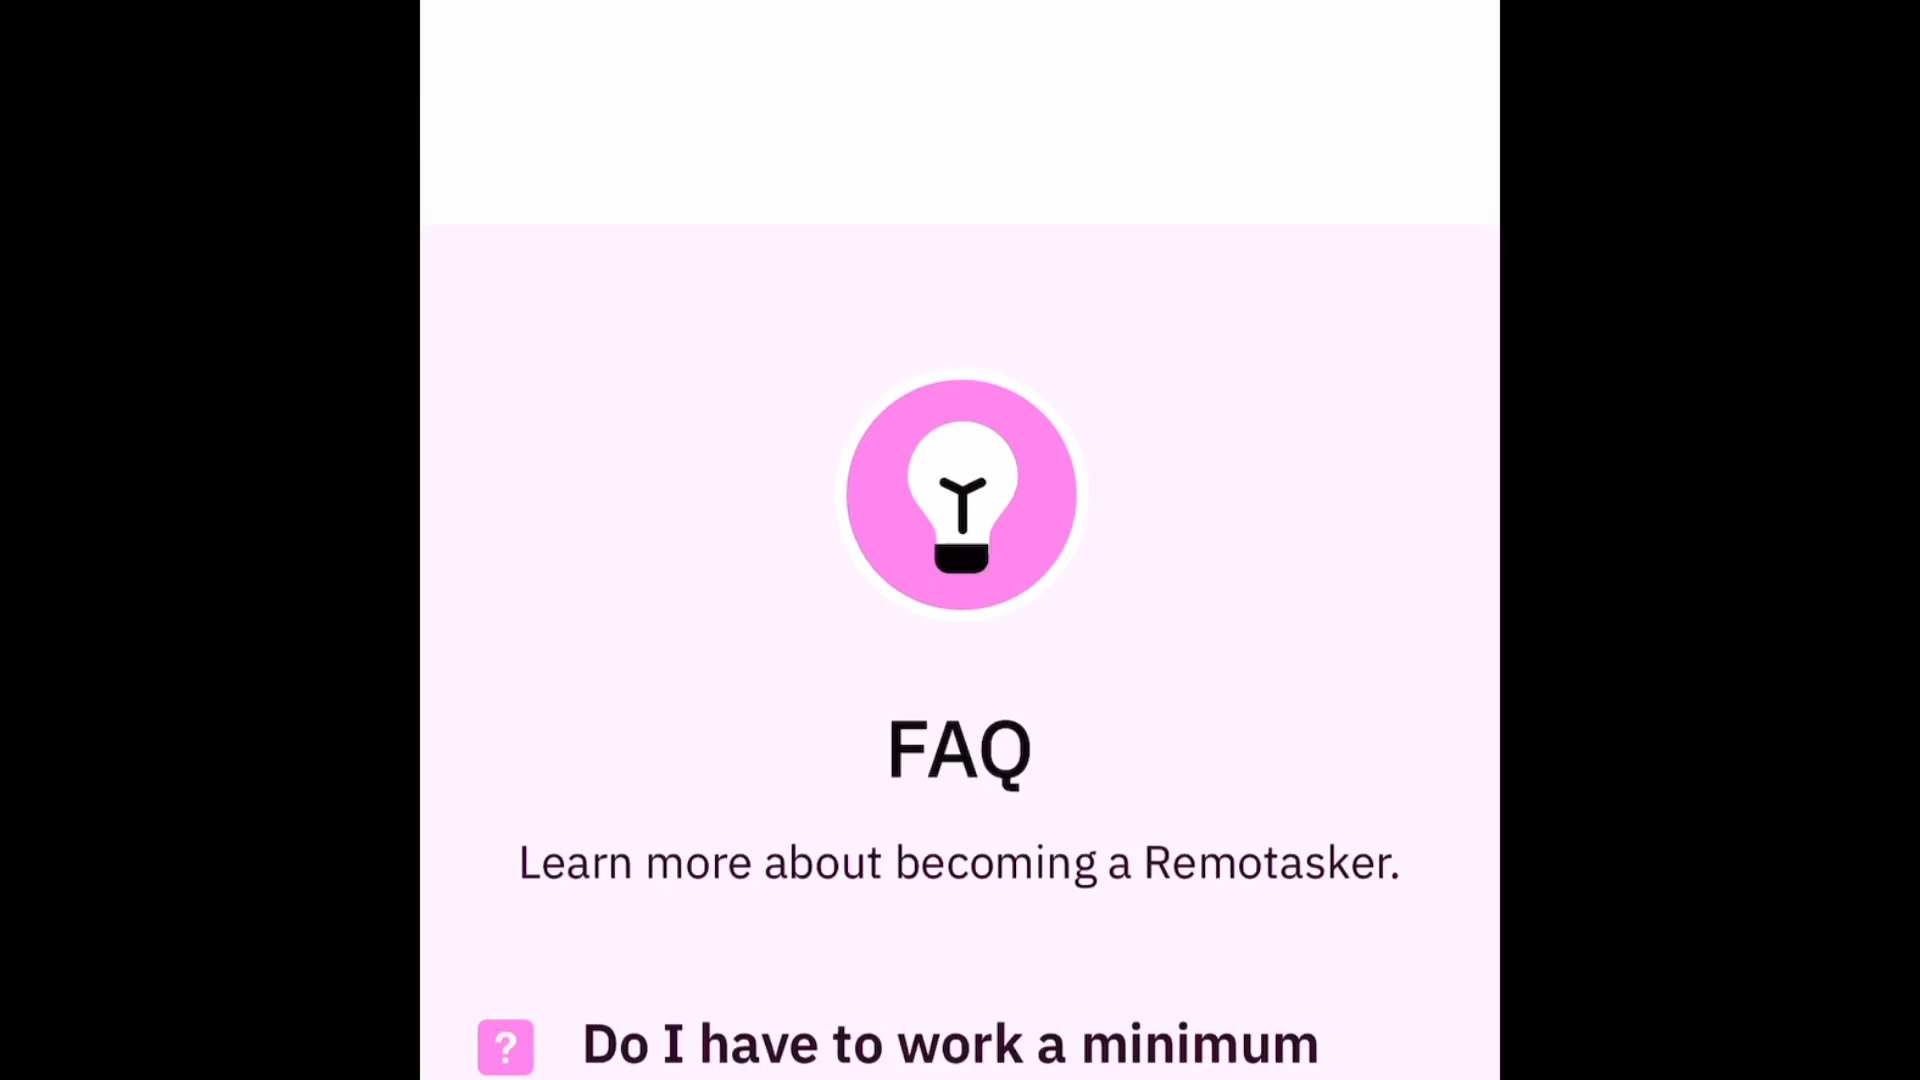 FAQ
Learn more about becoming a Remotasker.
? Do I have to work a minimum